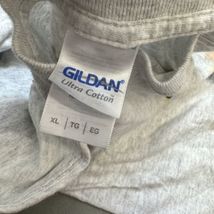 GILDAN
Ultra Cotton
XL TG EG